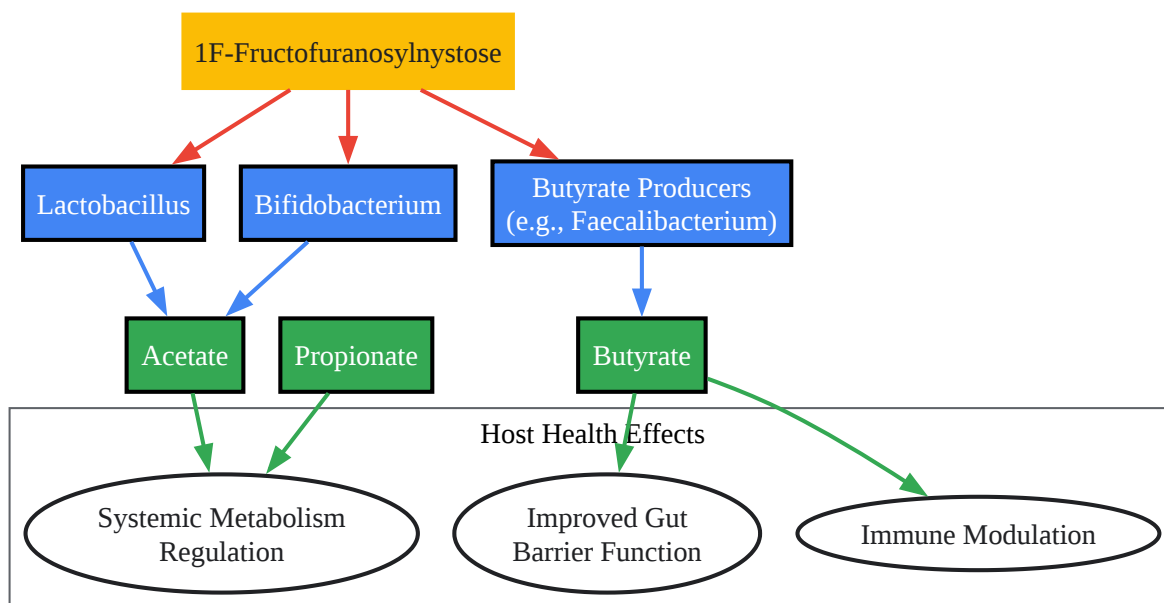 1F-Fructofuranosylnystose
Lactobacillus
Bifidobacterium
Butyrate Producers
(e.g., Faecalibacterium)
Acetate
Propionate
Butyrate
Host Health Effects
Systemic Metabolism
Regulation
Improved Gut
Barrier Function
Immune Modulation